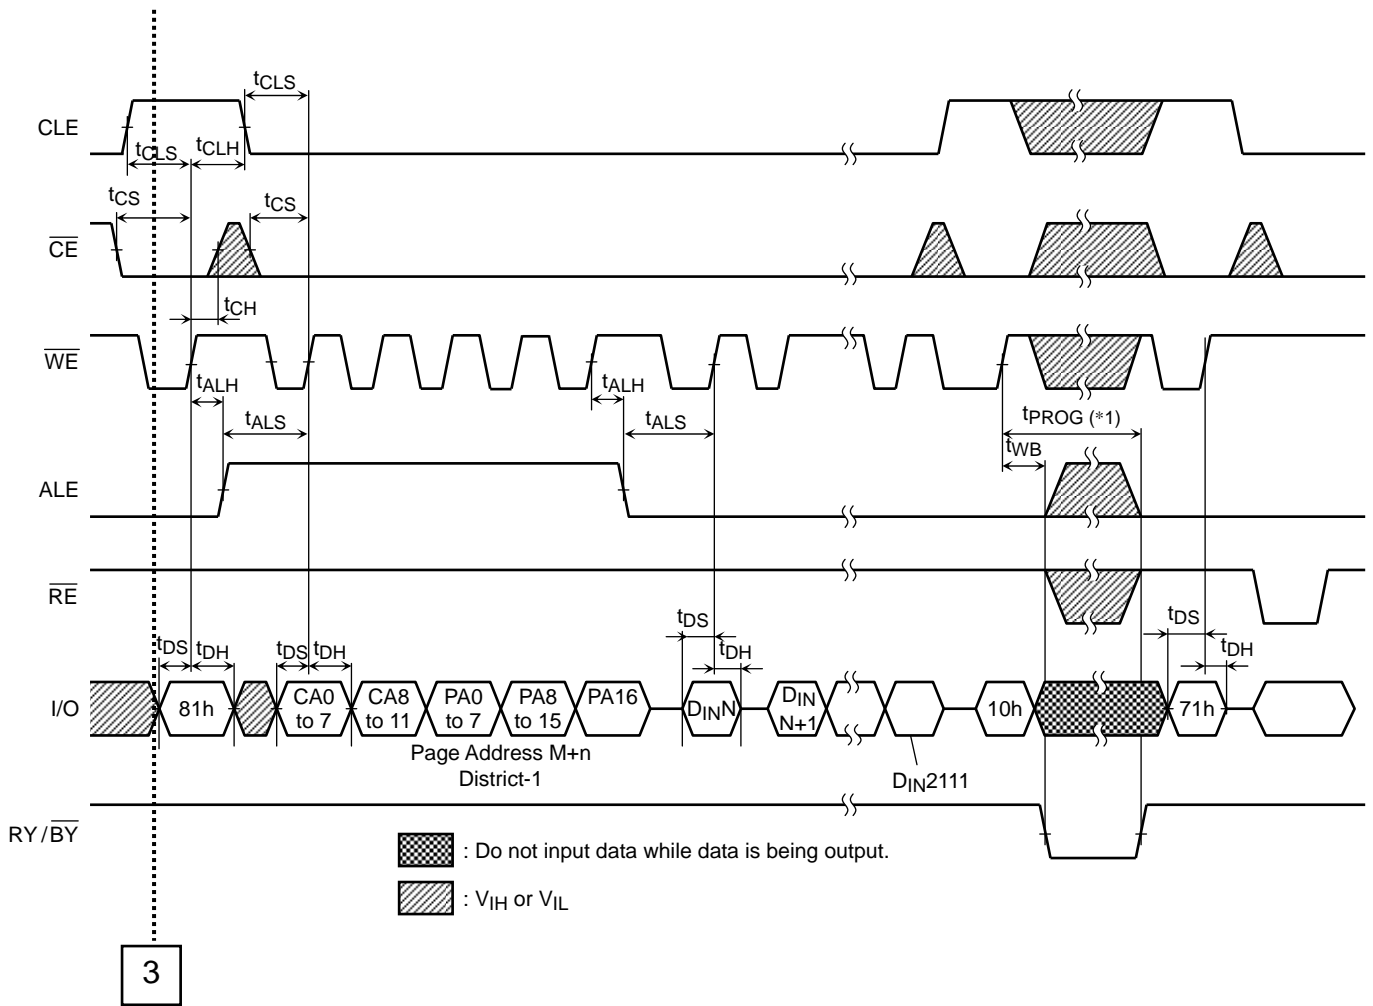 tCLS
CLE
tCLS
tCLH
tCS
tCS
CE
tCH
WE
tALH
tALH
tALS
tALS
tPROG (*1)
tWB
ALE
RE
tDS
tDH
tDS
tDH
tDS
tDH
tDS
tDH
I/O
81h
CA0 to 7
CA8 to 11
PA0 to 7
PA8 to 15
PA16
DINN
DIN N+1
10h
71h
Page Address M+n
District-1
DIN2111
RY/BY
: Do not input data while data is being output.
: VIH or VIL
3